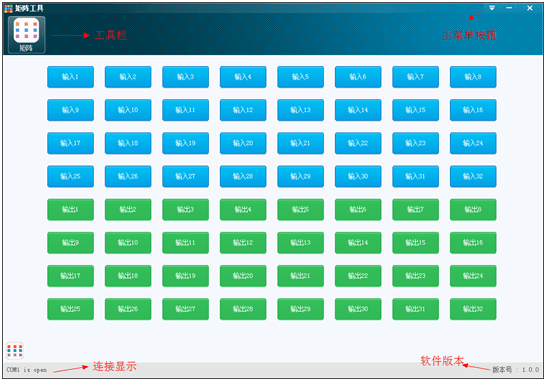 矩阵工具
矩阵
工具栏
主菜单按钮
输入1 输入2 输入3 输入4 输入5 输入6 输入7 输入8
输入9 输入10 输入11 输入12 输入13 输入14 输入15 输入16
输入17 输入18 输入19 输入20 输入21 输入22 输入23 输入24
输入25 输入26 输入27 输入28 输入29 输入30 输入31 输入32
输出1 输出2 输出3 输出4 输出5 输出6 输出7 输出8
输出9 输出10 输出11 输出12 输出13 输出14 输出15 输出16
输出17 输出18 输出19 输出20 输出21 输出22 输出23 输出24
输出25 输出26 输出27 输出28 输出29 输出30 输出31 输出32
COM1 is open
连接显示
软件版本
版本号 : 1.0.0